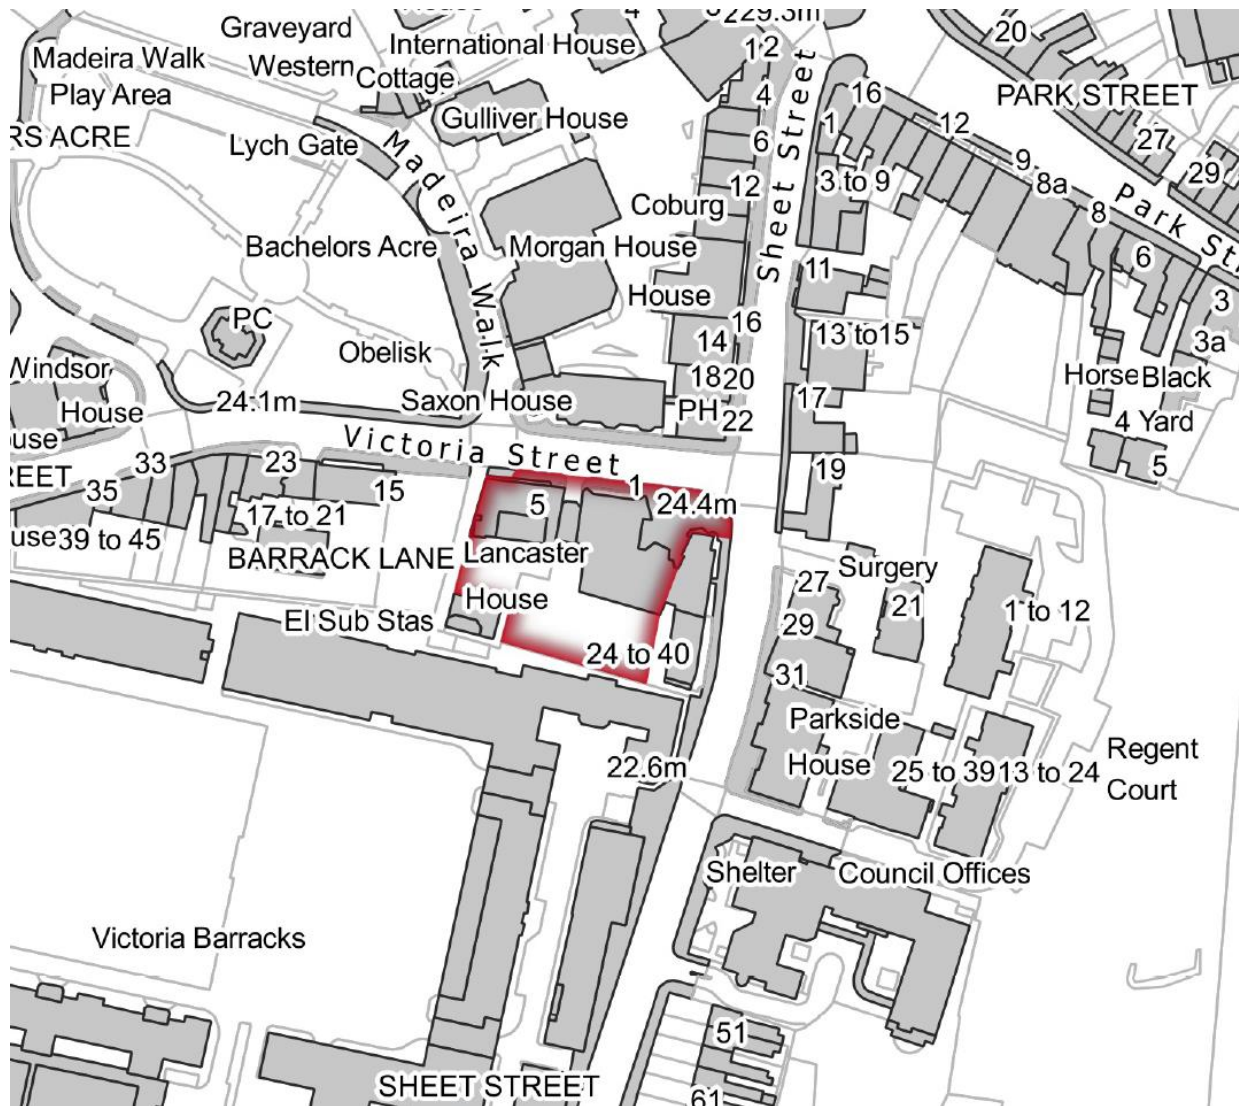 Graveyard
4
29.3m
20
International House
Madeira Walk
Play Area
Western
Cottage
12
16
PARK STREET
4
RS ACRE
Gulliver House
1
12
27
Lych Gate
6
9
Madeira Walk
3 to 9
8a
29
12
Coburg
8
Park Str
Sheet Street
Bachelors Acre
Morgan House
6
11
House
3
PC
16
13 to 15
3a
Obelisk
14
Windsor
18
20
Horse
Black
House
24.1m
Saxon House
PH
22
17
4
Yard
ouse
Victoria Street
33
23
19
5
REET
35
15
1
5
24.4m
17 to 21
use
39 to 45
BARRACK LANE
Lancaster
Surgery
27
House
21
1 to 12
El Sub Stas
29
24 to 40
31
Parkside
House
22.6m
25 to 39
13 to 24
Regent
Court
Shelter
Council Offices
Victoria Barracks
51
SHEET STREET
61